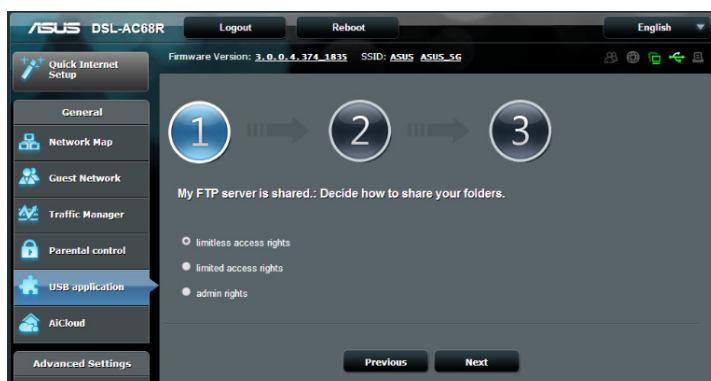 ASUS DSL-AC68R Logout Reboot English
Quick Internet Setup
Firmware Version: 3.0.0.4.374_1835 SSID: ASUS ASUS_5G
General
Network Map
Guest Network
Traffic Manager
Parental control
USB application
AiCloud
Advanced Settings
1 2 3
My FTP server is shared.: Decide how to share your folders.
limitless access rights
limited access rights
admin rights
Previous Next